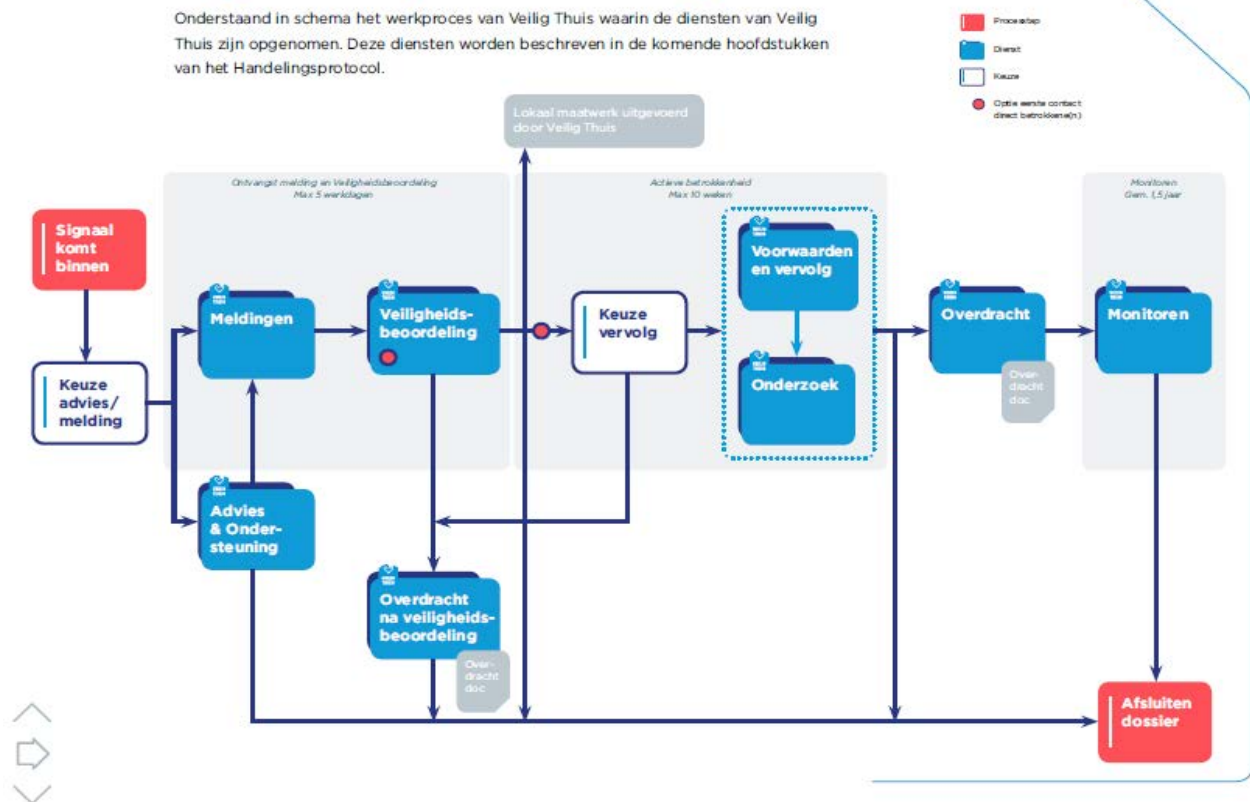 Onderstaand in schema het werkproces van Veilig Thuis waarin de diensten van Veilig
Thuis zijn opgenomen. Deze diensten worden beschreven in de komende hoofdstukken
van het Handelingsprotocol.
Processtap
Dienst
Keuze
Optie eerste contact
direct betrokkene(n)
Lokaal maatwerk uitgevoerd
door Veilig Thuis
Ontvangst melding en Veiligheidsbeoordeling
Max 5 werkdagen
Actieve betrokkenheid
Max 10 weken
Monitoren
Gem. 1,5 jaar
Signaal
komt
binnen
Keuze
advies/
melding
Meldingen
Veiligheids-
beoordeling
Keuze
vervolg
Voorwaarden
en vervolg
Onderzoek
Overdracht
Over-
dracht
doc
Monitoren
Advies
& Onder-
steuning
Overdracht
na veiligheids-
beoordeling
Over-
dracht
doc
Afsluiten
dossier